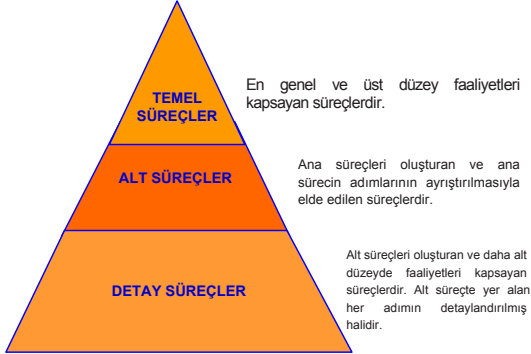 TEMEL
SÜREÇLER
En genel ve üst düzey faaliyetleri
kapsayan süreçlerdir.
ALT SÜREÇLER
Ana süreçleri oluşturan ve ana
sürecin adımlarının ayrıştırılmasıyla
elde edilen süreçlerdir.
DETAY SÜREÇLER
Alt süreçleri oluşturan ve daha alt
düzeyde faaliyetleri kapsayan
süreçlerdir. Alt süreçte yer alan
her adımın detaylandırılmış
halidir.